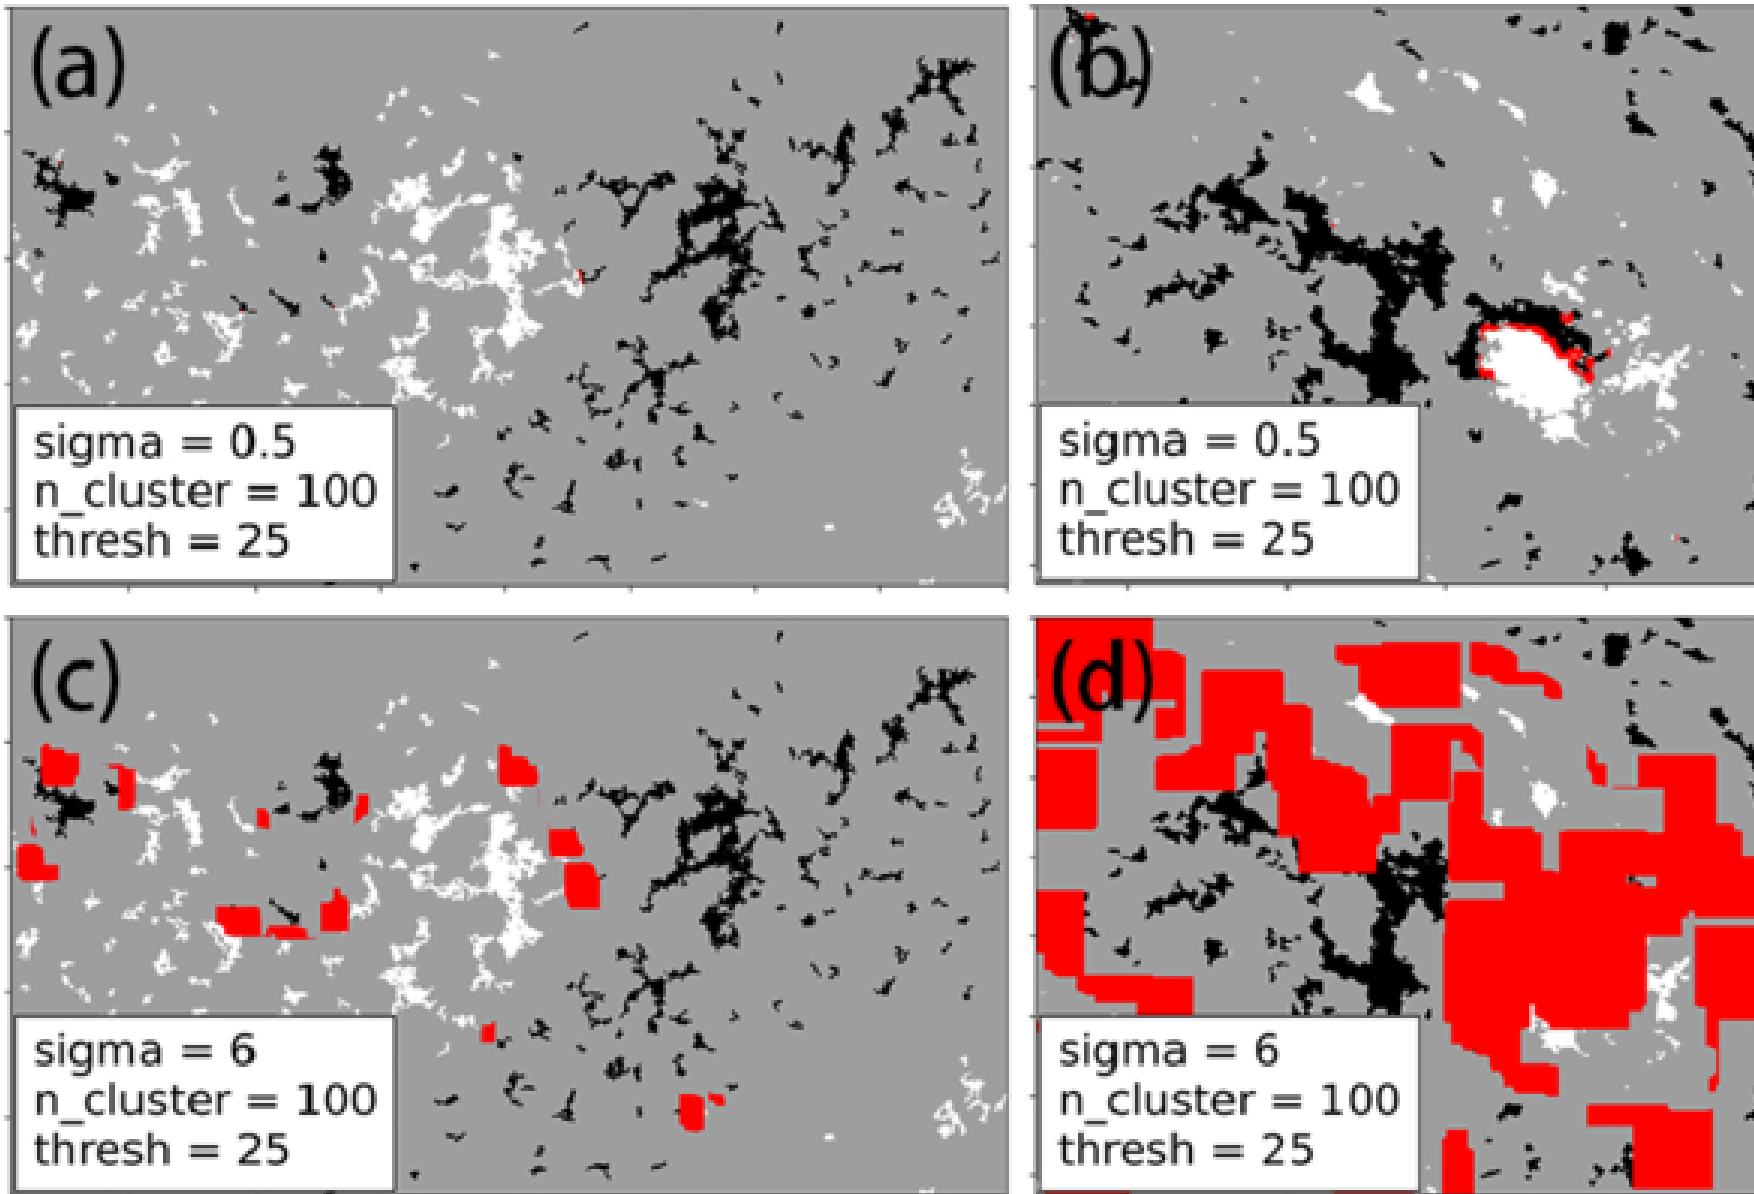 (a)
sigma = 0.5
n_cluster = 100
thresh = 25
(b)
sigma = 0.5
n_cluster = 100
thresh = 25
(c)
sigma = 6
n_cluster = 100
thresh = 25
(d)
sigma = 6
n_cluster = 100
thresh = 25